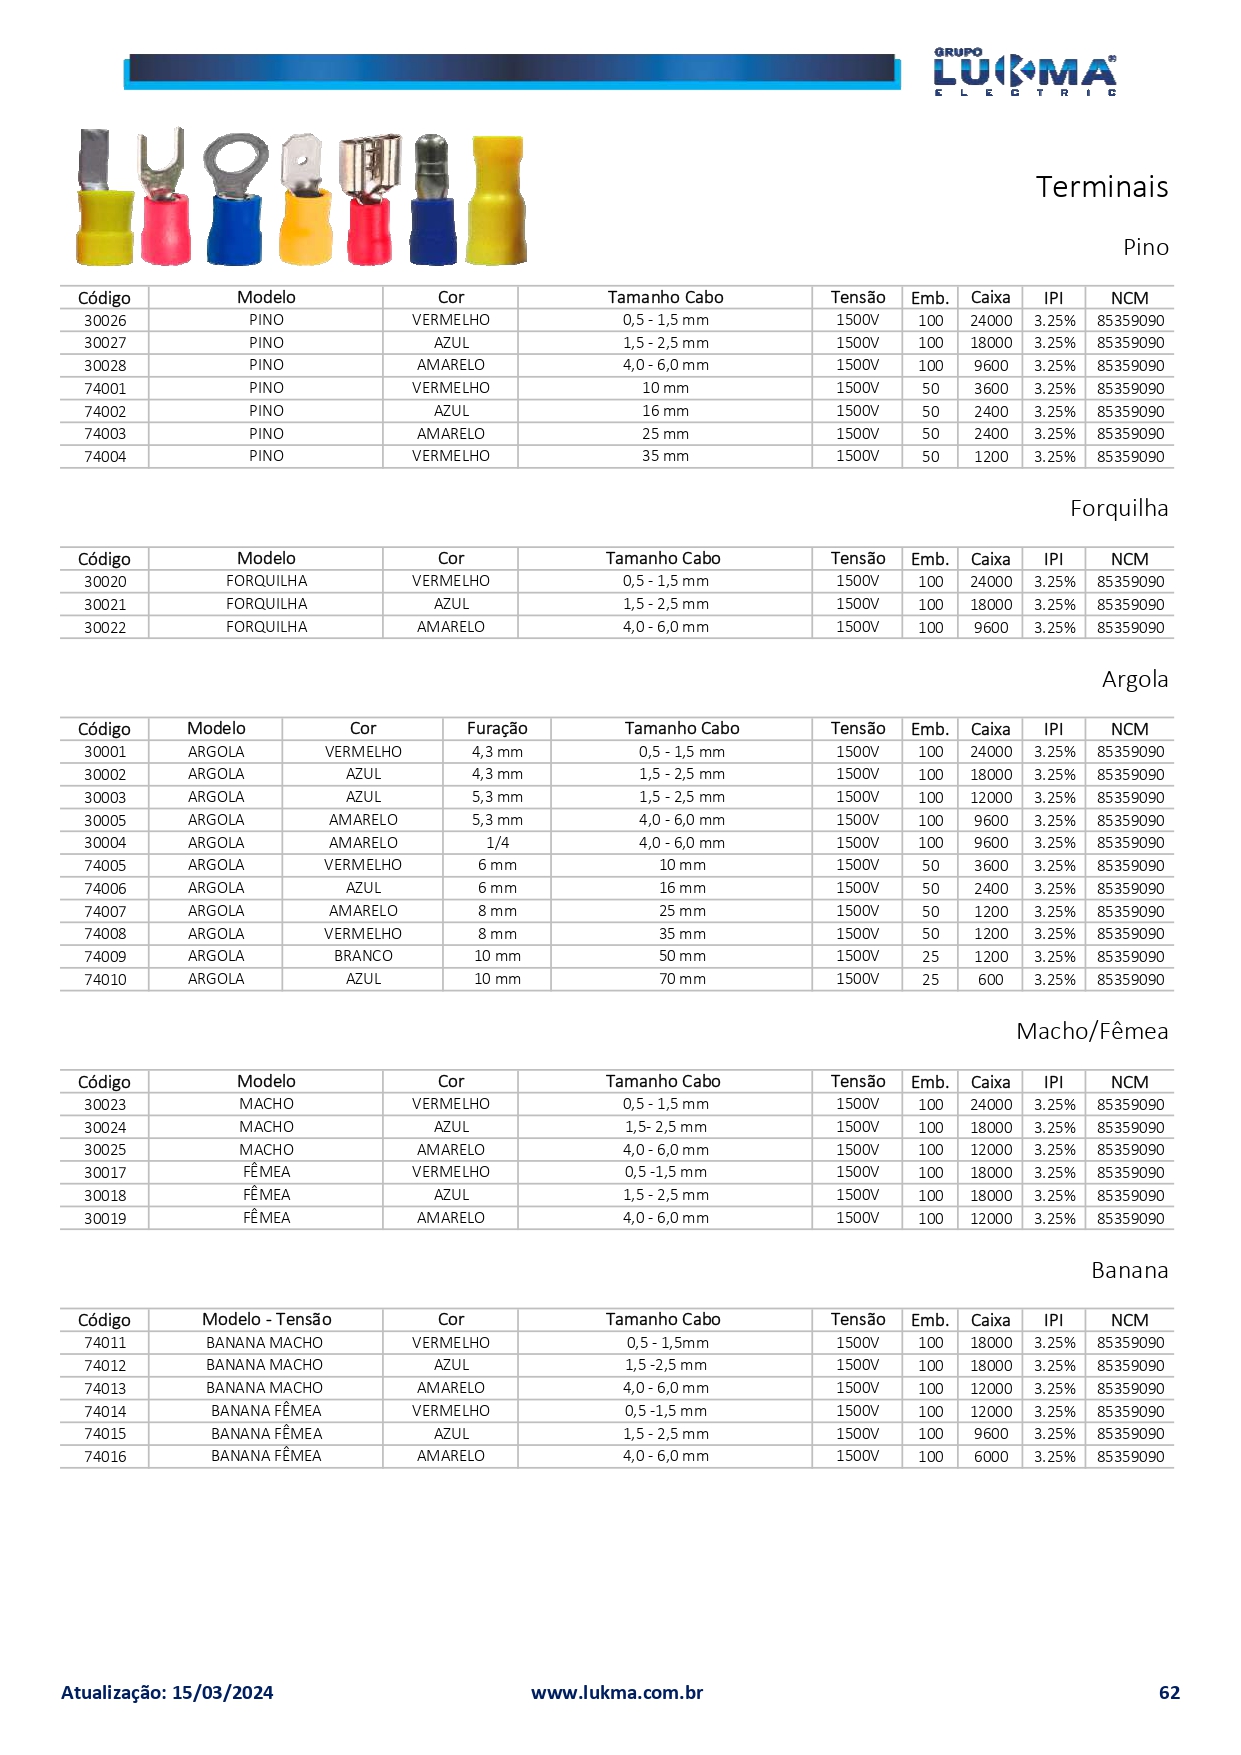 GRUPO
LUKMA®
ELECTRIC
Terminais
Pino
Código Modelo Cor Tamanho Cabo Tensão Emb. Caixa IPI NCM
30026 PINO VERMELHO 0,5 - 1,5 mm 1500V 100 24000 3.25% 85359090
30027 PINO AZUL 1,5 - 2,5 mm 1500V 100 18000 3.25% 85359090
30028 PINO AMARELO 4,0 - 6,0 mm 1500V 100 9600 3.25% 85359090
74001 PINO VERMELHO 10 mm 1500V 50 3600 3.25% 85359090
74002 PINO AZUL 16 mm 1500V 50 2400 3.25% 85359090
74003 PINO AMARELO 25 mm 1500V 50 2400 3.25% 85359090
74004 PINO VERMELHO 35 mm 1500V 50 1200 3.25% 85359090
Forquilha
Código Modelo Cor Tamanho Cabo Tensão Emb. Caixa IPI NCM
30020 FORQUILHA VERMELHO 0,5 - 1,5 mm 1500V 100 24000 3.25% 85359090
30021 FORQUILHA AZUL 1,5 - 2,5 mm 1500V 100 18000 3.25% 85359090
30022 FORQUILHA AMARELO 4,0 - 6,0 mm 1500V 100 9600 3.25% 85359090
Argola
Código Modelo Cor Furação Tamanho Cabo Tensão Emb. Caixa IPI NCM
30001 ARGOLA VERMELHO 4,3 mm 0,5 - 1,5 mm 1500V 100 24000 3.25% 85359090
30002 ARGOLA AZUL 4,3 mm 1,5 - 2,5 mm 1500V 100 18000 3.25% 85359090
30003 ARGOLA AZUL 5,3 mm 1,5 - 2,5 mm 1500V 100 12000 3.25% 85359090
30005 ARGOLA AMARELO 5,3 mm 4,0 - 6,0 mm 1500V 100 9600 3.25% 85359090
30004 ARGOLA AMARELO 1/4 4,0 - 6,0 mm 1500V 100 9600 3.25% 85359090
74005 ARGOLA VERMELHO 6 mm 10 mm 1500V 50 3600 3.25% 85359090
74006 ARGOLA AZUL 6 mm 16 mm 1500V 50 2400 3.25% 85359090
74007 ARGOLA AMARELO 8 mm 25 mm 1500V 50 1200 3.25% 85359090
74008 ARGOLA VERMELHO 8 mm 35 mm 1500V 50 1200 3.25% 85359090
74009 ARGOLA BRANCO 10 mm 50 mm 1500V 25 1200 3.25% 85359090
74010 ARGOLA AZUL 10 mm 70 mm 1500V 25 600 3.25% 85359090
Macho/Fêmea
Código Modelo Cor Tamanho Cabo Tensão Emb. Caixa IPI NCM
30023 MACHO VERMELHO 0,5 - 1,5 mm 1500V 100 24000 3.25% 85359090
30024 MACHO AZUL 1,5- 2,5 mm 1500V 100 18000 3.25% 85359090
30025 MACHO AMARELO 4,0 - 6,0 mm 1500V 100 12000 3.25% 85359090
30017 FÊMEA VERMELHO 0,5 -1,5 mm 1500V 100 18000 3.25% 85359090
30018 FÊMEA AZUL 1,5 - 2,5 mm 1500V 100 18000 3.25% 85359090
30019 FÊMEA AMARELO 4,0 - 6,0 mm 1500V 100 12000 3.25% 85359090
Banana
Código Modelo - Tensão Cor Tamanho Cabo Tensão Emb. Caixa IPI NCM
74011 BANANA MACHO VERMELHO 0,5 - 1,5mm 1500V 100 18000 3.25% 85359090
74012 BANANA MACHO AZUL 1,5 -2,5 mm 1500V 100 18000 3.25% 85359090
74013 BANANA MACHO AMARELO 4,0 - 6,0 mm 1500V 100 12000 3.25% 85359090
74014 BANANA FÊMEA VERMELHO 0,5 -1,5 mm 1500V 100 12000 3.25% 85359090
74015 BANANA FÊMEA AZUL 1,5 - 2,5 mm 1500V 100 9600 3.25% 85359090
74016 BANANA FÊMEA AMARELO 4,0 - 6,0 mm 1500V 100 6000 3.25% 85359090
Atualização: 15/03/2024 www.lukma.com.br 62